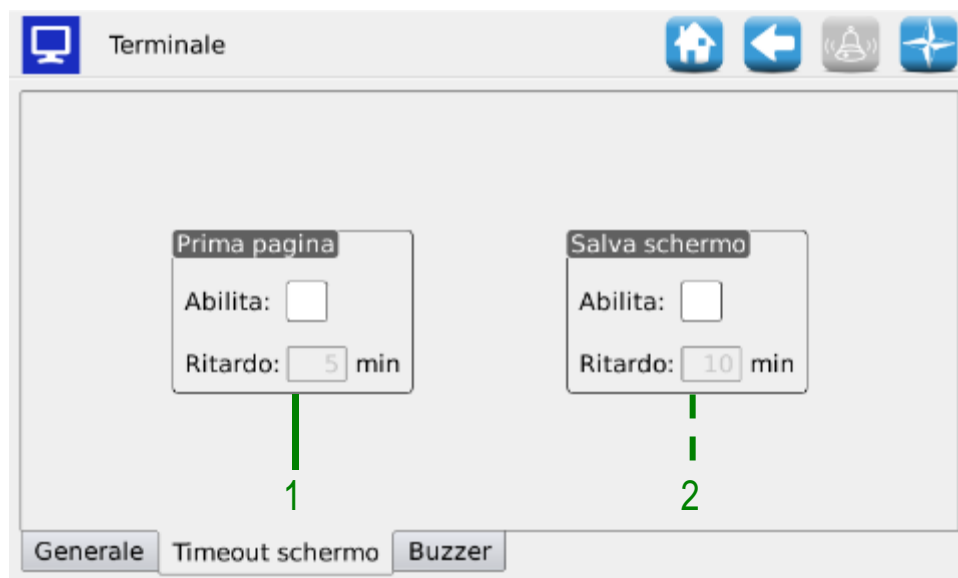 Terminale
Prima pagina
Abilita:
Ritardo: 5 min
Salva schermo
Abilita:
Ritardo: 10 min
1
2
Generale Timeout schermo Buzzer